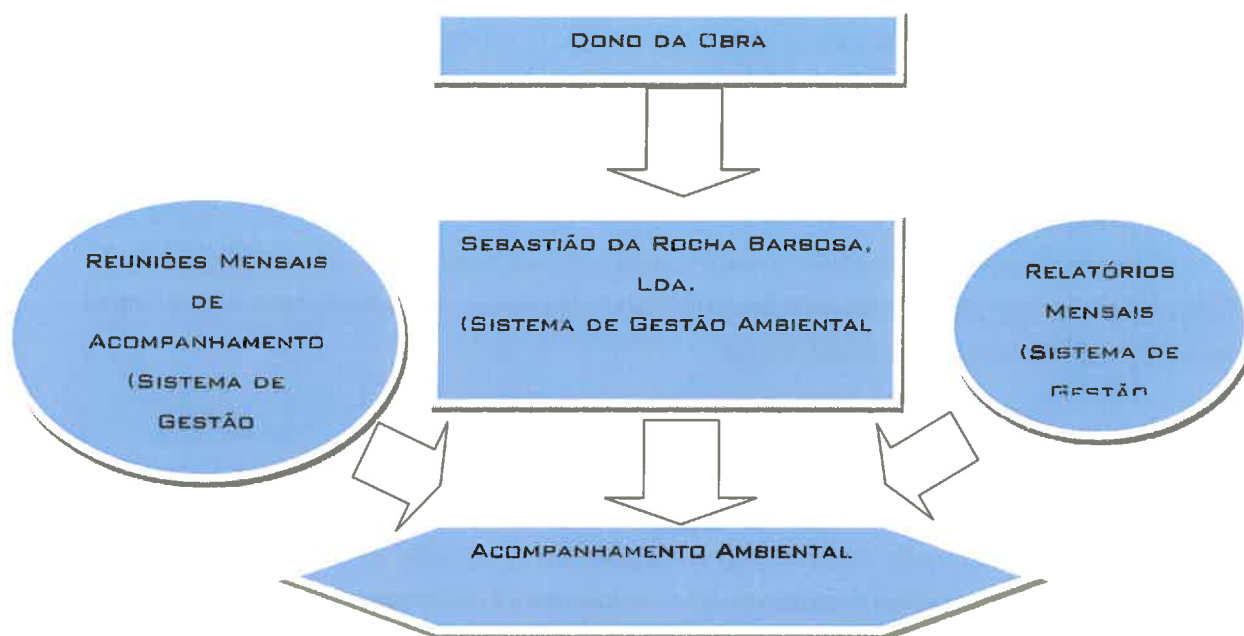 DONO DA OBRA
REUNIÕES MENSAIS
DE
ACOMPANHAMENTO
(SISTEMA DE
GESTÃO
SEBASTIÃO DA ROCHA BARBOSA,
LDA.
(SISTEMA DE GESTÃO AMBIENTAL
RELATÓRIOS
MENSAIS
(SISTEMA DE
GESTÃO
ACOMPANHAMENTO AMBIENTAL